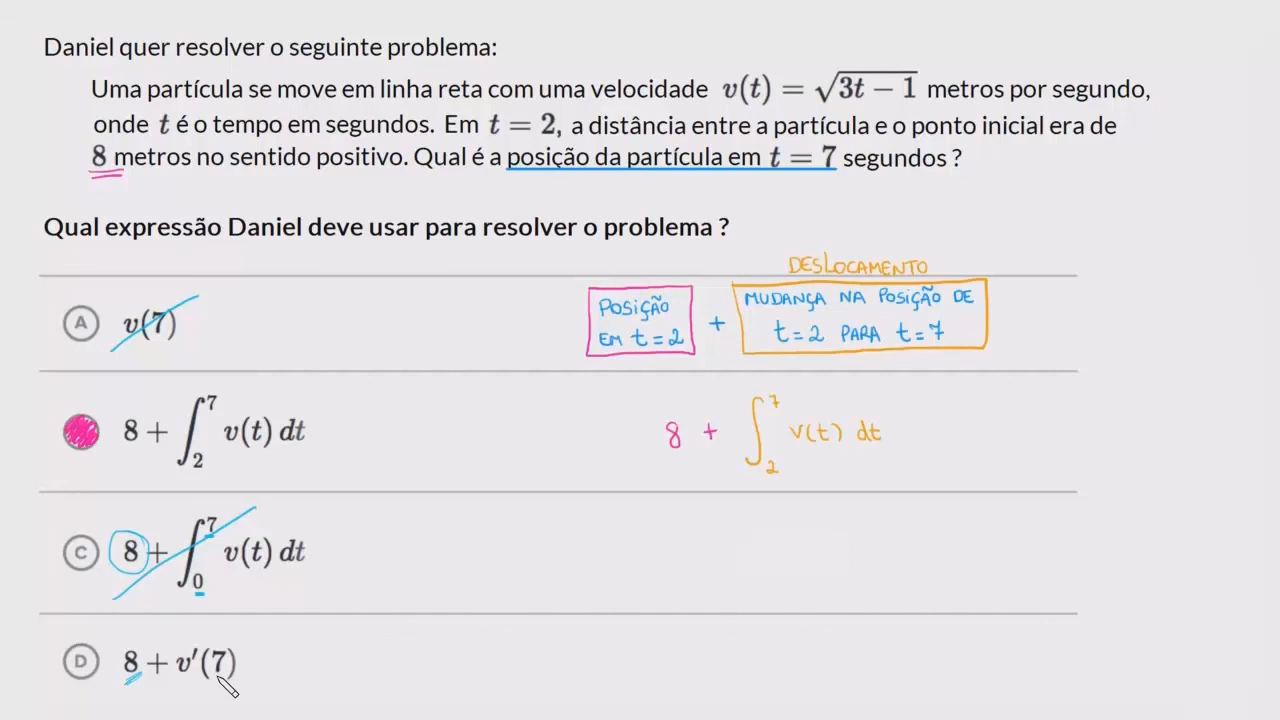 Daniel quer resolver o seguinte problema:
Uma partícula se move em linha reta com uma velocidade v(t) = √(3t − 1) metros por segundo,
onde t é o tempo em segundos. Em t = 2, a distância entre a partícula e o ponto inicial era de
8 metros no sentido positivo. Qual é a posição da partícula em t = 7 segundos ?
Qual expressão Daniel deve usar para resolver o problema ?
DESLOCAMENTO
A v(7)
POSIÇÃO
EM t = 2
+
MUDANÇA NA POSIÇÃO DE
t = 2 PARA t = 7
8 + ∫₂⁷ v(t) dt
8 + ∫₂⁷ v(t) dt
C 8 + ∫₀⁷ v(t) dt
D 8 + v′(7)